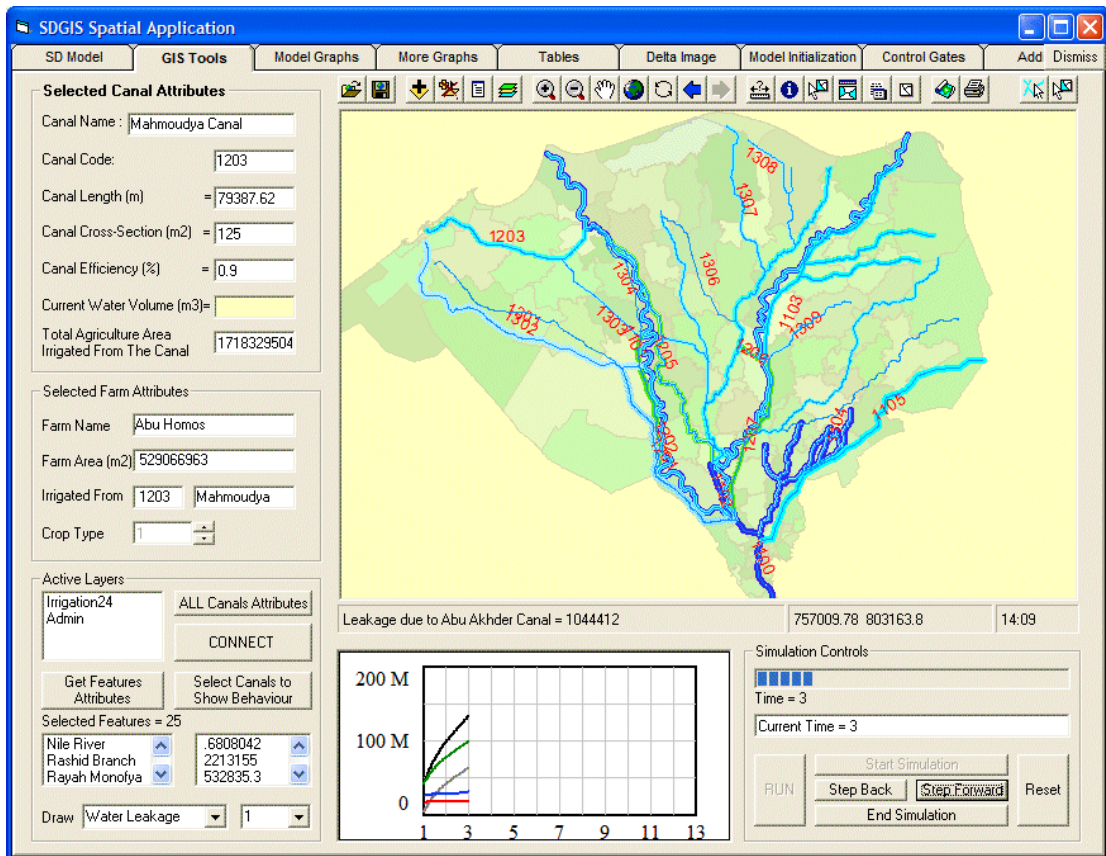 SDGIS Spatial Application
SD Model
GIS Tools
Model Graphs
More Graphs
Tables
Delta Image
Model Initialization
Control Gates
Add
Dismiss
Selected Canal Attributes
Canal Name : Mahmoudya Canal
Canal Code: 1203
Canal Length (m) = 79387.62
Canal Cross-Section (m2) = 125
Canal Efficiency (%) = 0.9
Current Water Volume (m3)=
Total Agriculture Area
Irrigated From The Canal 1718329504
Selected Farm Attributes
Farm Name Abu Homos
Farm Area (m2) 529066963
Irrigated From 1203 Mahmoudya
Crop Type 1
Active Layers
Irrigation24
Admin
ALL Canals Attributes
CONNECT
Get Features
Attributes
Select Canals to
Show Behaviour
Selected Features = 25
Nile River
Rashid Branch
Rayah Monofya
.6808042
2213155
532835.3
Draw Water Leakage 1
1308
1307
1203
1306
1304
1103
1309
1201
1302
1303
1205
1105
1207
1100
Leakage due to Abu Akhder Canal = 1044412
757009.78 803163.8
14:09
200 M
100 M
0
1 3 5 7 9 11 13
Simulation Controls
Time = 3
Current Time = 3
RUN
Start Simulation
Step Back
Step Forward
End Simulation
Reset